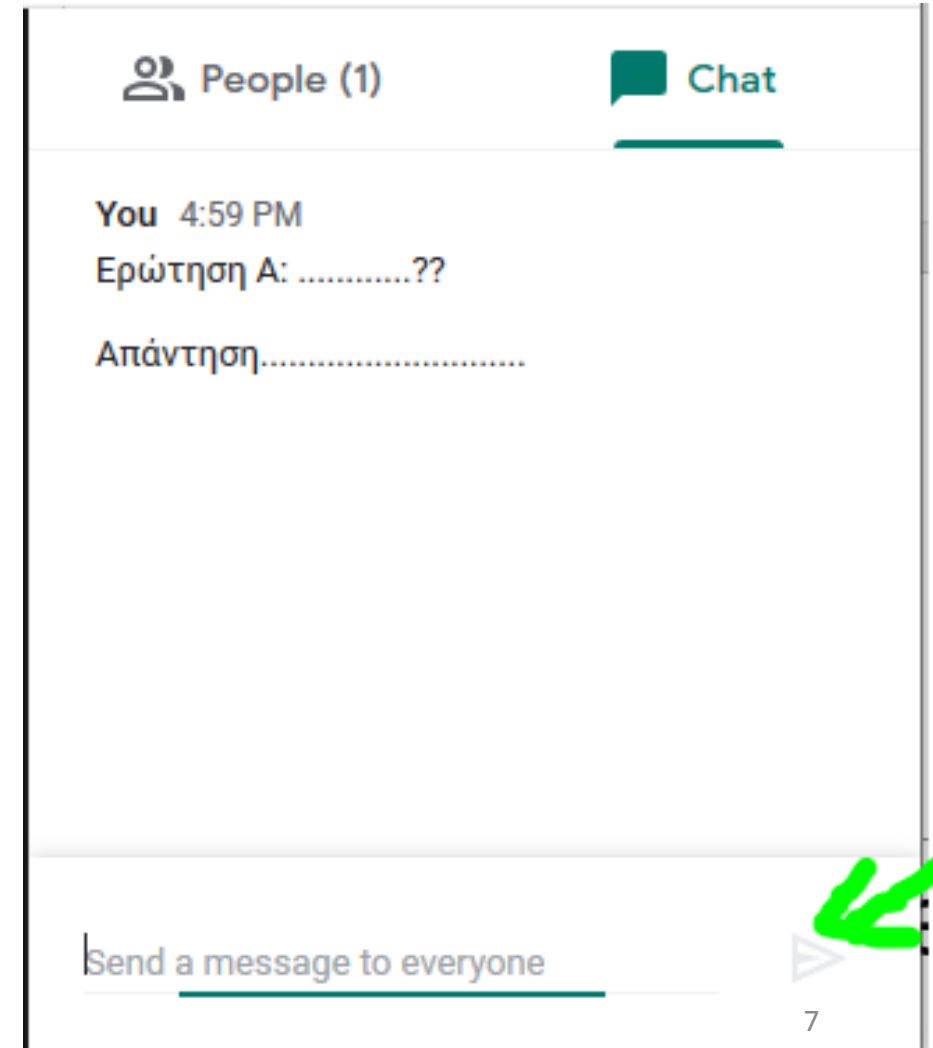 People (1)
Chat
You 4:59 PM
Ερώτηση Α: ............??
Απάντηση............................
Send a message to everyone
7